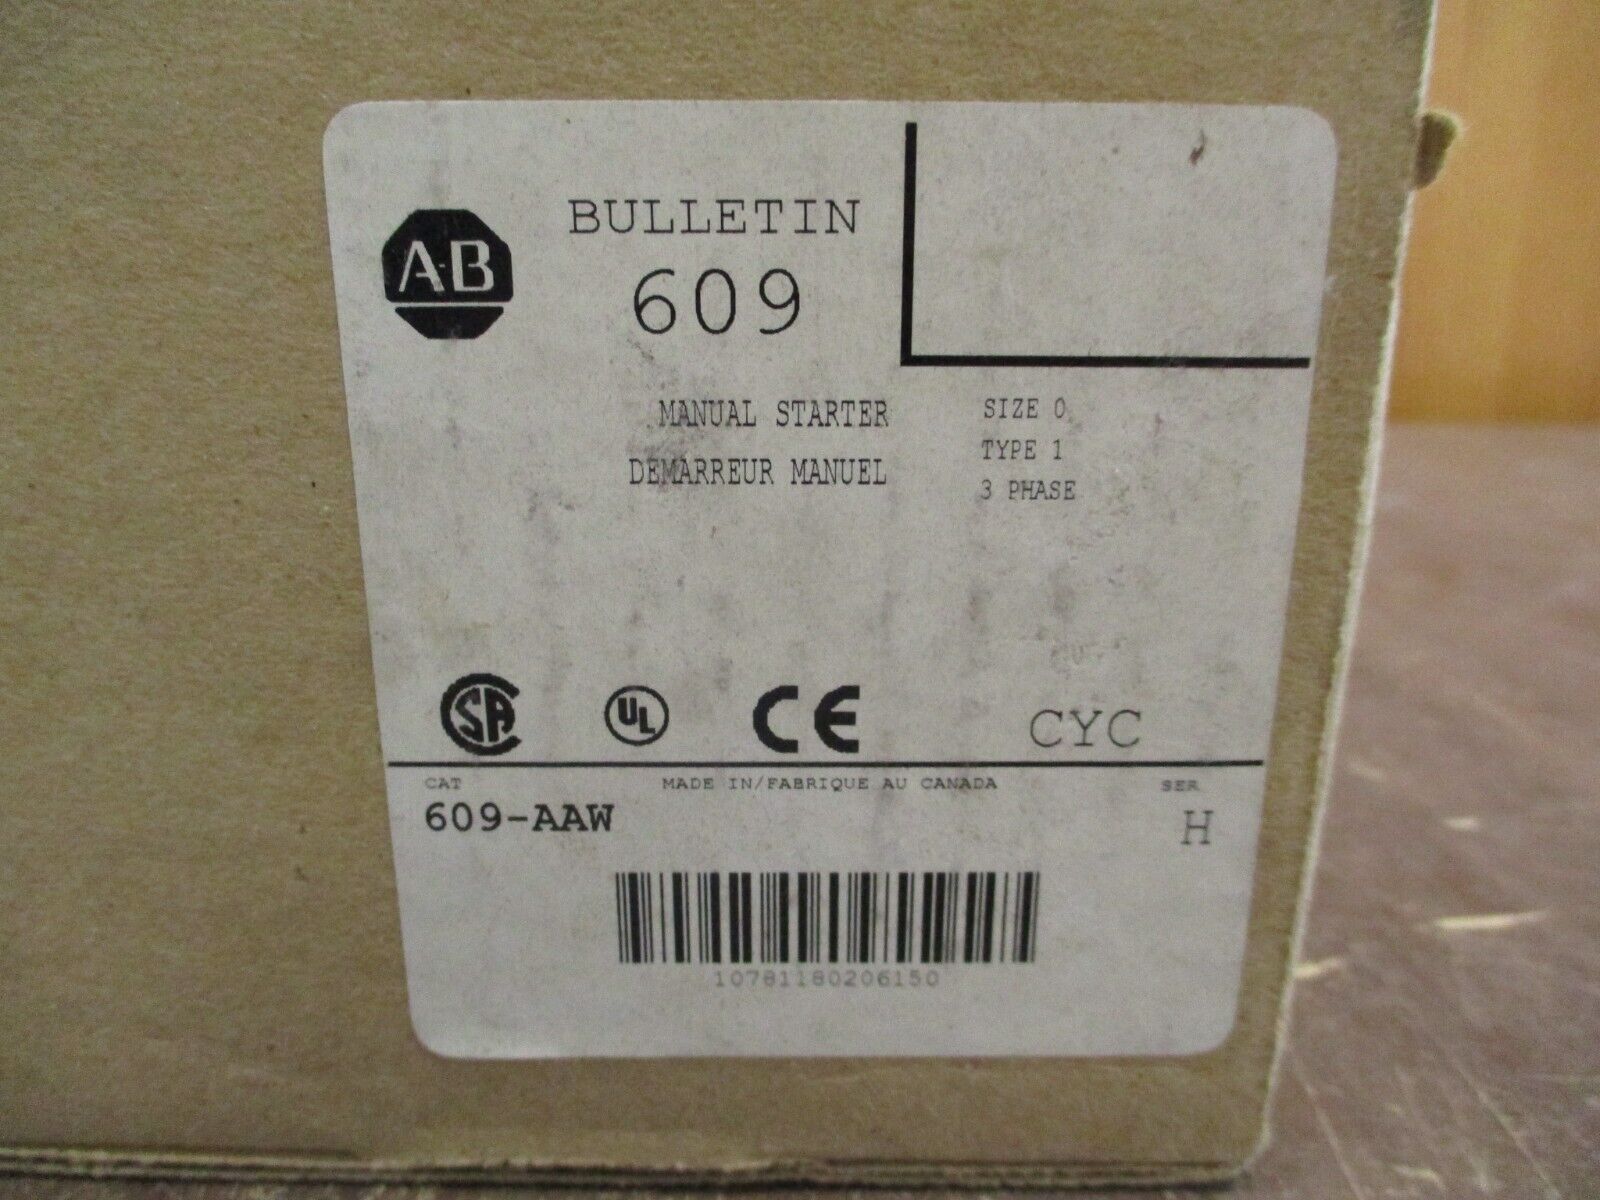 A-B
BULLETIN
609
MANUAL STARTER
DEMARREUR MANUEL
SIZE 0
TYPE 1
3 PHASE
SA
UL
CE
CYC
CAT
MADE IN/FABRIQUE AU CANADA
SER
609-AAW
H
10781180206150